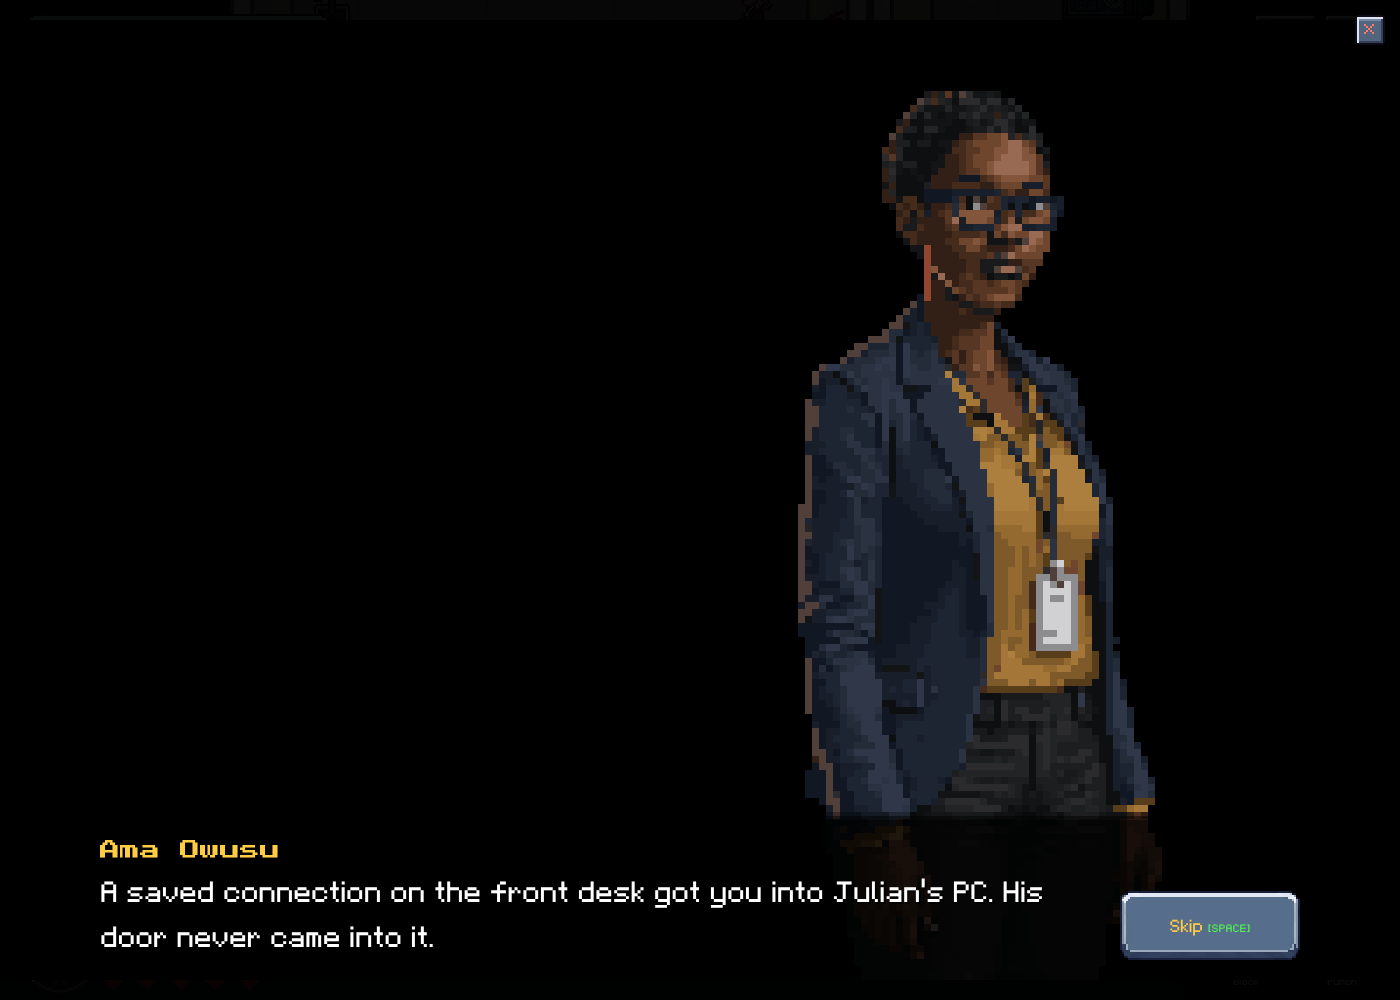 Ama Owusu
A saved connection on the front desk got you into Julian's PC. His
door never came into it.
Skip [SPACE]